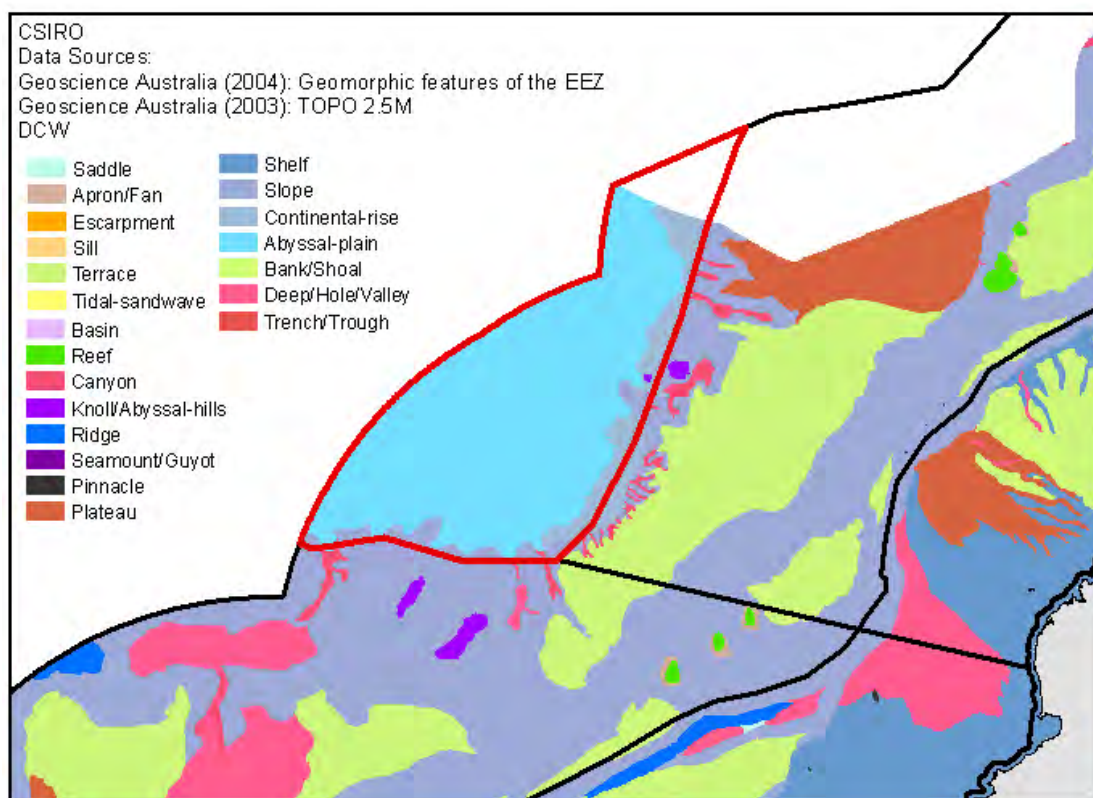 CSIRO
Data Sources:
Geoscience Australia (2004): Geomorphic features of the EEZ
Geoscience Australia (2003): TOPO 2.5M
DCW
Saddle
Apron/Fan
Escarpment
Sill
Terrace
Tidal-sandwave
Basin
Reef
Canyon
Knoll/Abyssal-hills
Ridge
Seamount/Guyot
Pinnacle
Plateau
Shelf
Slope
Continental-rise
Abyssal-plain
Bank/Shoal
Deep/Hole/Valley
Trench/Trough